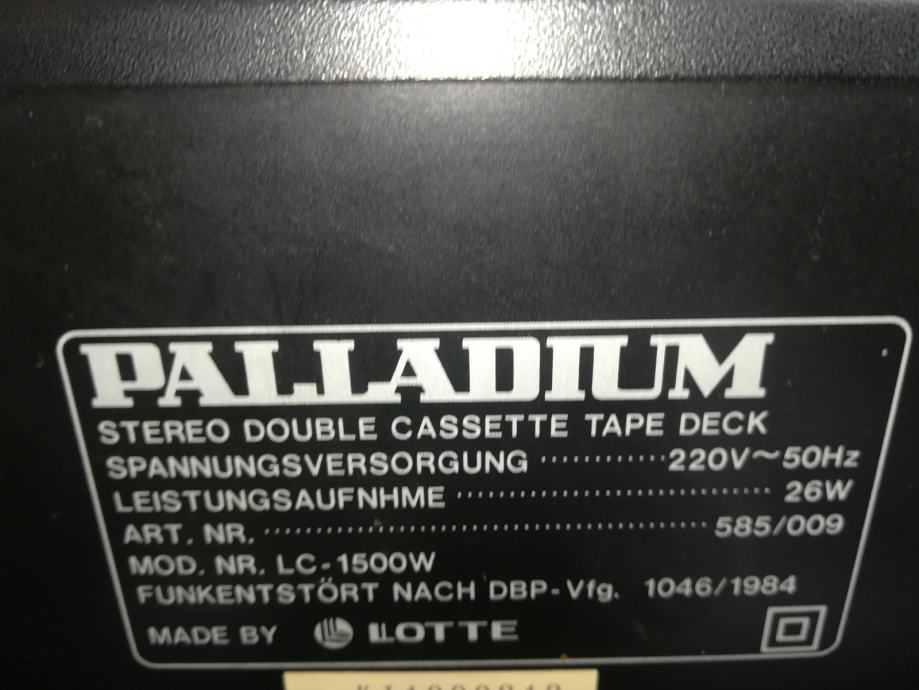 PALLADIUM
STEREO DOUBLE CASSETTE TAPE DECK
SPANNUNGSVERSORGUNG ············ 220V~50Hz
LEISTUNGSAUFNHME ······························ 26W
ART. NR. ·········································· 585/009
MOD. NR. LC-1500W
FUNKENTSTÖRT NACH DBP-Vfg. 1046/1984
MADE BY LOTTE